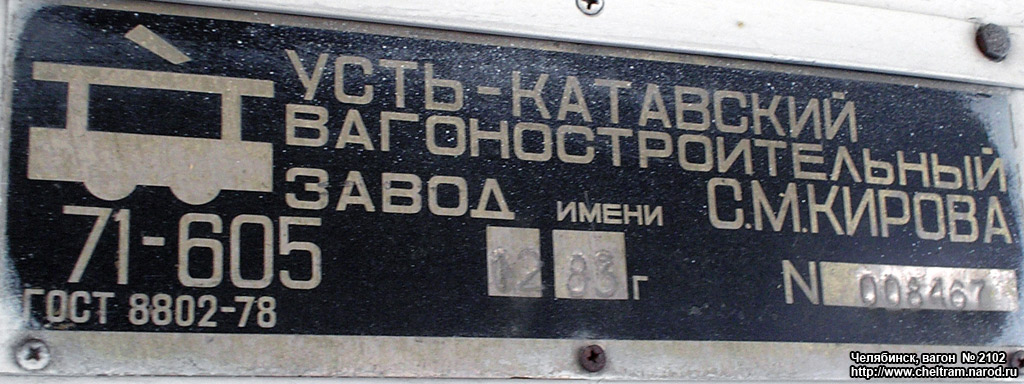 УСТЬ-КАТАВСКИЙ
ВАГОНОСТРОИТЕЛЬНЫЙ
ЗАВОД ИМЕНИ С.М.КИРОВА
71-605
12 83 г N 008467
ГОСТ 8802-78
Челябинск, вагон № 2102
http://www.cheltram.narod.ru